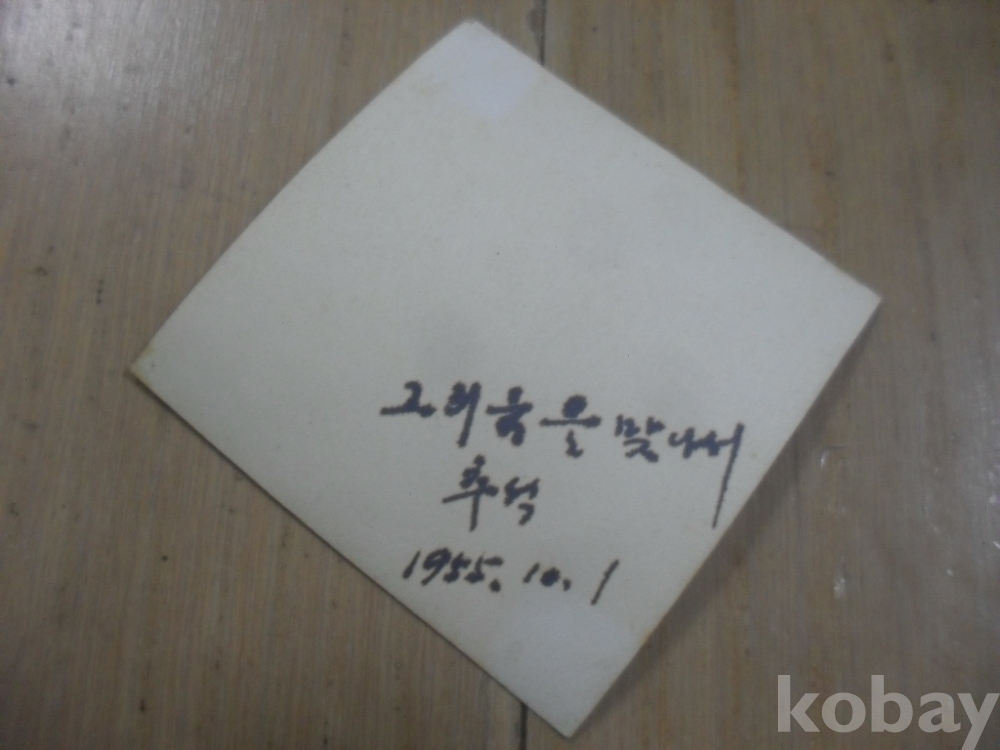 그리움을 맞나서
추석
1955. 10. 1
kobay